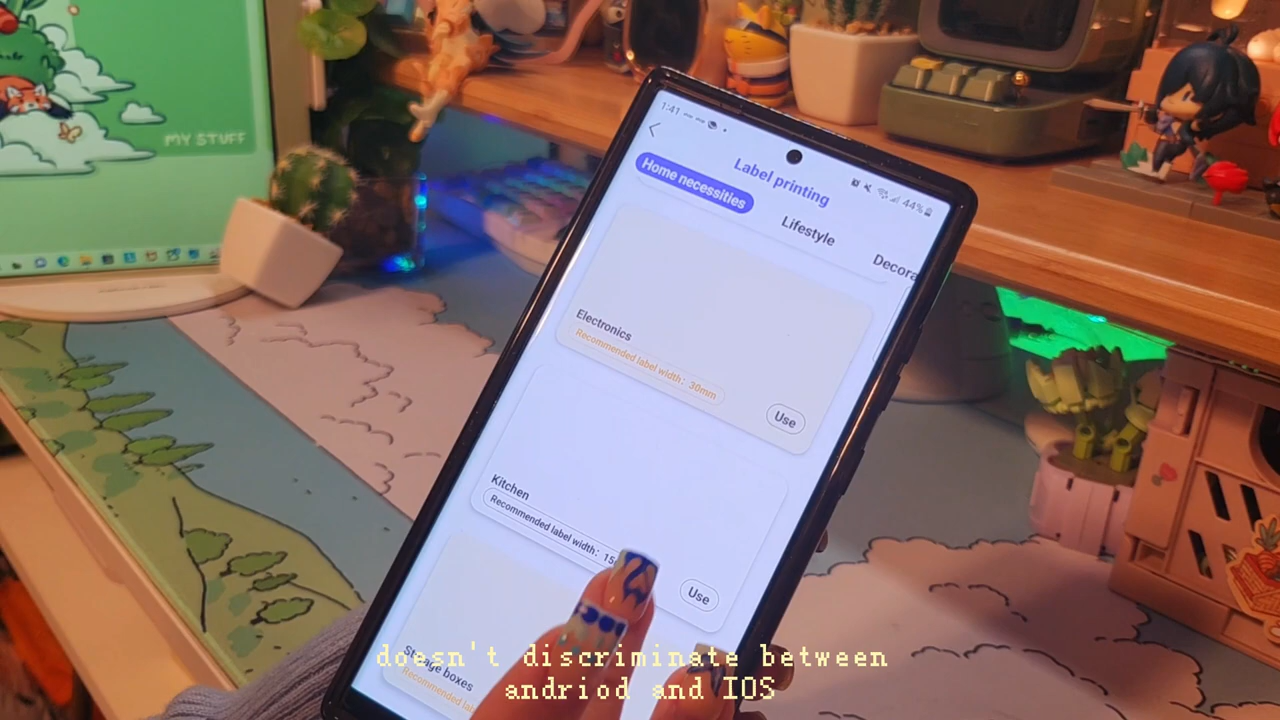 MY STUFF
1:41
44%
Label printing
Home necessities
Lifestyle
Decora
Electronics
Recommended label width: 30mm
Use
Kitchen
Recommended label width: 15
Use
Storage boxes
Recommended
doesn't discriminate between
andriod and IOS